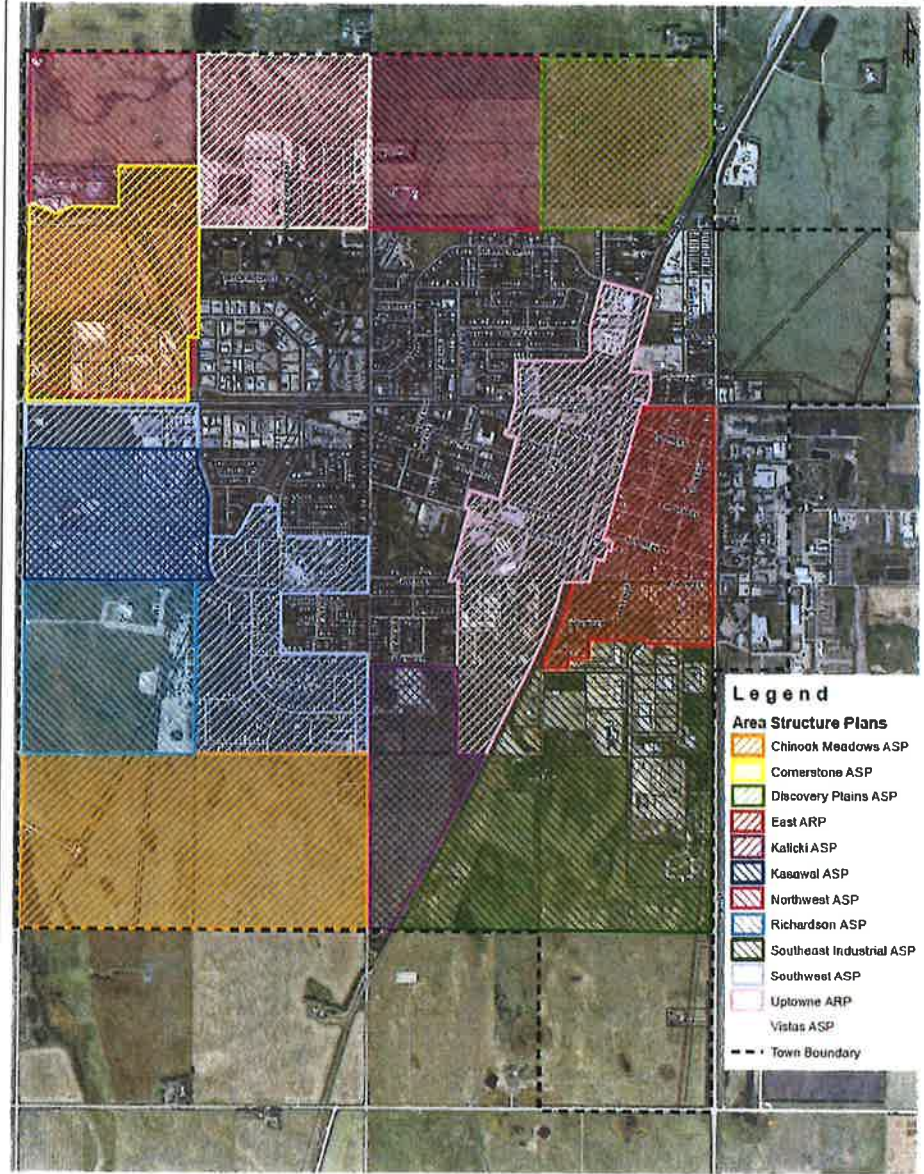 Legend
Area Structure Plans
Chinook Meadows ASP
Cornerstone ASP
Discovery Plains ASP
East ARP
Kalicki ASP
Kasawal ASP
Northwest ASP
Richardson ASP
Southeast Industrial ASP
Southwest ASP
Uptowne ARP
Vistas ASP
Town Boundary